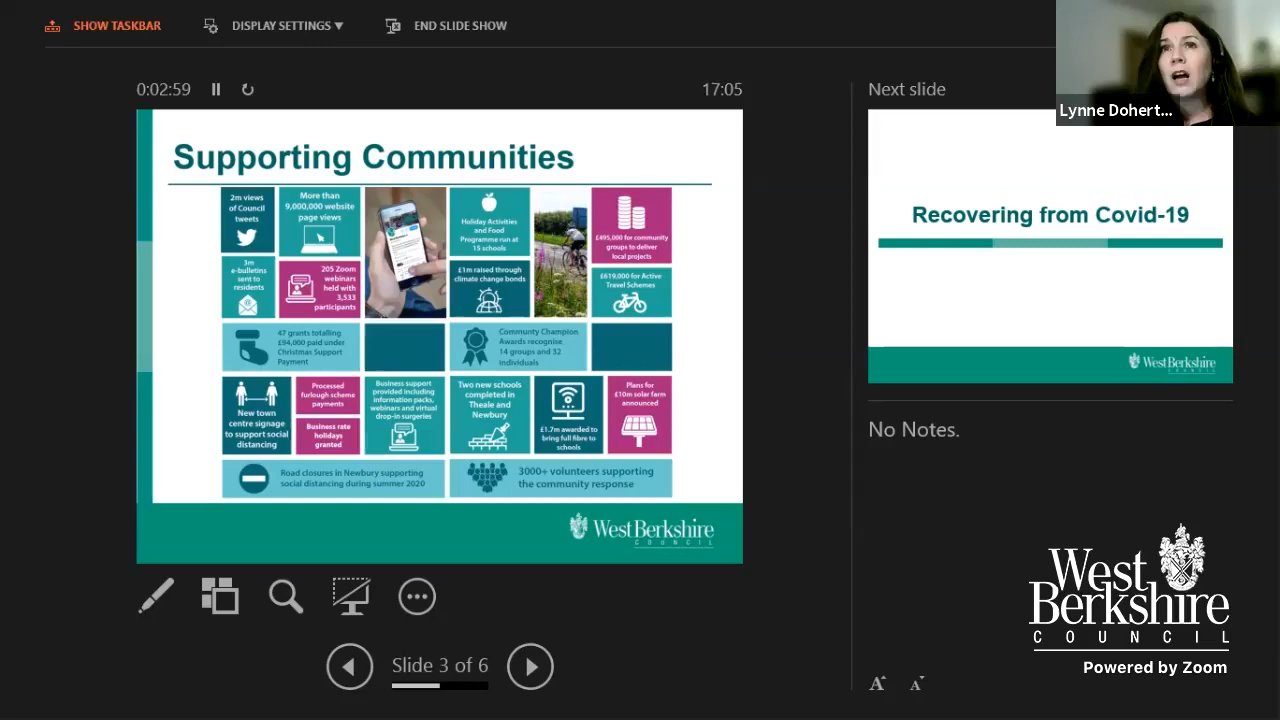 SHOW TASKBAR
DISPLAY SETTINGS ▼
END SLIDE SHOW
Lynne Dohert...
0:02:59
17:05
Next slide
Supporting Communities
2m views
of Council
tweets
More than
9,000,000 website
page views
Holiday Activities
and Food
Programme run at
15 schools
£495,000 for community
groups to deliver
local projects
3m
e-bulletins
sent to
residents
205 Zoom
webinars
held with
3,533
participants
£1m raised through
climate change bonds
£619,000 for Active
Travel Schemes
47 grants totalling
£94,000 paid under
Christmas Support
Payment
Community Champion
Awards recognise
14 groups and 32
individuals
New town
centre signage
to support social
distancing
Processed
furlough scheme
payments
Business rate
holidays
granted
Business support
provided including
information packs,
webinars and virtual
drop-in surgeries
Two new schools
completed in
Theale and
Newbury
£1.7m awarded to
bring full fibre to
schools
Plans for
£10m solar farm
announced
Road closures in Newbury supporting
social distancing during summer 2020
3000+ volunteers supporting
the community response
West Berkshire
COUNCIL
Recovering from Covid-19
West Berkshire
COUNCIL
No Notes.
Slide 3 of 6
West
Berkshire
COUNCIL
Powered by Zoom
A
A